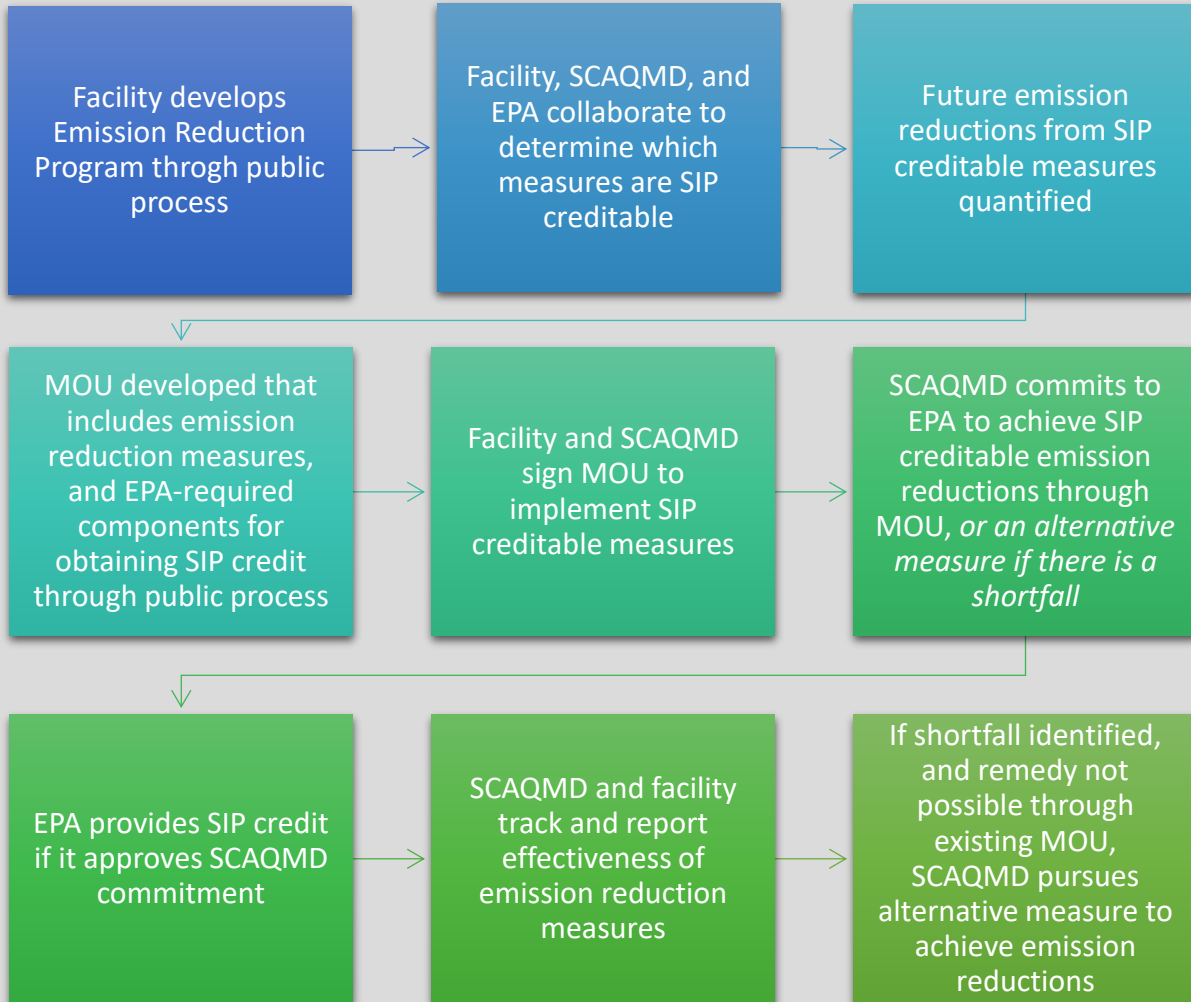 Facility develops
Emission Reduction
Program throgh public
process
Facility, SCAQMD, and
EPA collaborate to
determine which
measures are SIP
creditable
Future emission
reductions from SIP
creditable measures
quantified
MOU developed that
includes emission
reduction measures,
and EPA-required
components for
obtaining SIP credit
through public process
Facility and SCAQMD
sign MOU to
implement SIP
creditable measures
SCAQMD commits to
EPA to achieve SIP
creditable emission
reductions through
MOU, or an alternative
measure if there is a
shortfall
EPA provides SIP credit
if it approves SCAQMD
commitment
SCAQMD and facility
track and report
effectiveness of
emission reduction
measures
If shortfall identified,
and remedy not
possible through
existing MOU,
SCAQMD pursues
alternative measure to
achieve emission
reductions